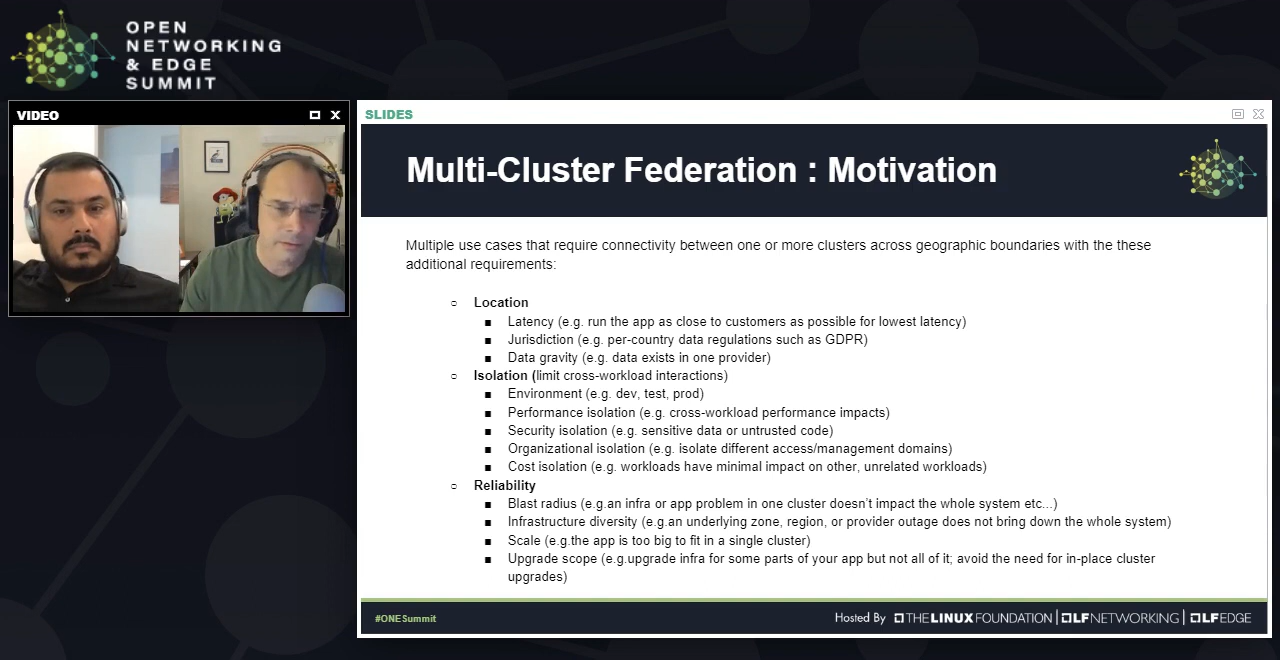 OPEN
NETWORKING
& EDGE
SUMMIT
VIDEO
SLIDES
Multi-Cluster Federation : Motivation
Multiple use cases that require connectivity between one or more clusters across geographic boundaries with the these
additional requirements:
○ Location
■ Latency (e.g. run the app as close to customers as possible for lowest latency)
■ Jurisdiction (e.g. per-country data regulations such as GDPR)
■ Data gravity (e.g. data exists in one provider)
○ Isolation (limit cross-workload interactions)
■ Environment (e.g. dev, test, prod)
■ Performance isolation (e.g. cross-workload performance impacts)
■ Security isolation (e.g. sensitive data or untrusted code)
■ Organizational isolation (e.g. isolate different access/management domains)
■ Cost isolation (e.g. workloads have minimal impact on other, unrelated workloads)
○ Reliability
■ Blast radius (e.g.an infra or app problem in one cluster doesn't impact the whole system etc...)
■ Infrastructure diversity (e.g.an underlying zone, region, or provider outage does not bring down the whole system)
■ Scale (e.g.the app is too big to fit in a single cluster)
■ Upgrade scope (e.g.upgrade infra for some parts of your app but not all of it; avoid the need for in-place cluster
upgrades)
#ONESummit
Hosted By THE LINUX FOUNDATION | LF NETWORKING | LF EDGE